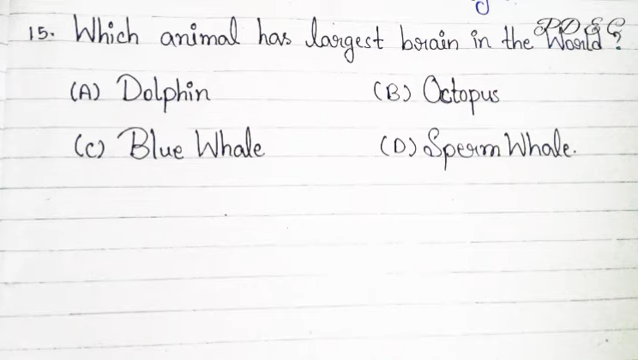 15. Which animal has largest brain in the World ?
(A) Dolphin (B) Octopus
(C) Blue Whale (D) Sperm Whale.